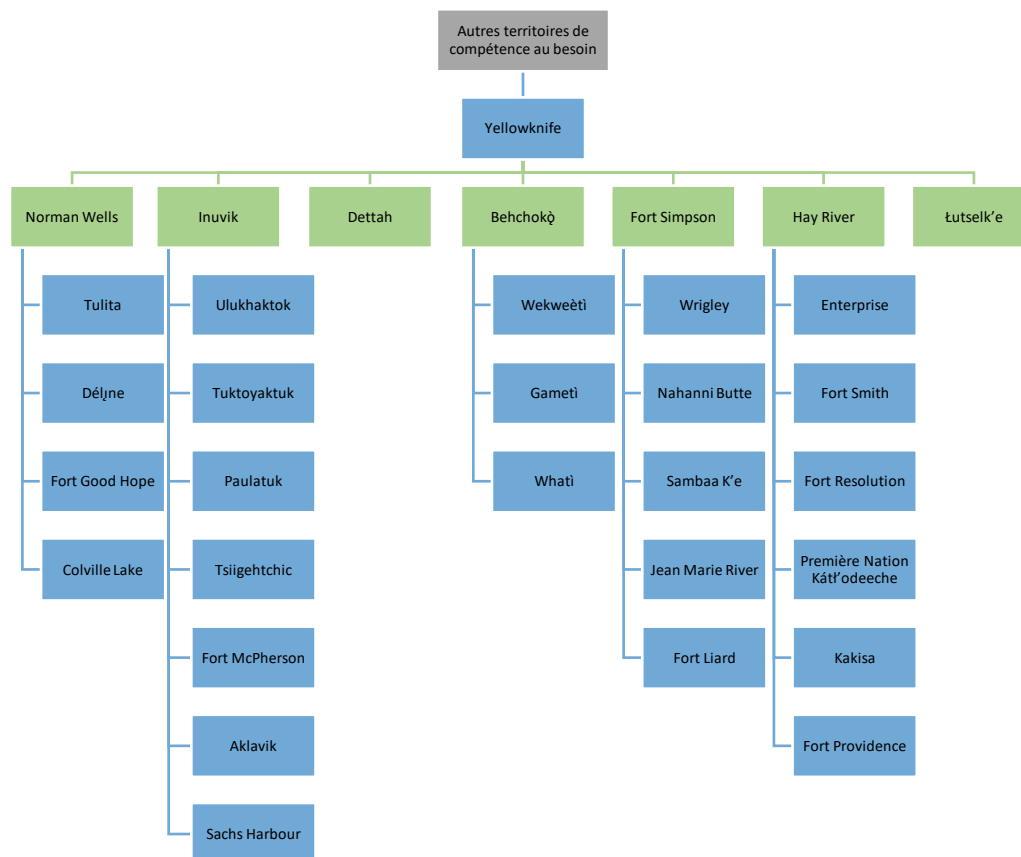 Autres territoires de
compétence au besoin
Yellowknife
Norman Wells
Inuvik
Dettah
Behchokǫ̀
Fort Simpson
Hay River
Łutselk’e
Tulita
Délı̨ne
Fort Good Hope
Colville Lake
Ulukhaktok
Tuktoyaktuk
Paulatuk
Tsiigehtchic
Fort McPherson
Aklavik
Sachs Harbour
Wekweètì
Gametì
Whatì
Wrigley
Nahanni Butte
Sambaa K’e
Jean Marie River
Fort Liard
Enterprise
Fort Smith
Fort Resolution
Première Nation
Kátł’odeeche
Kakisa
Fort Providence